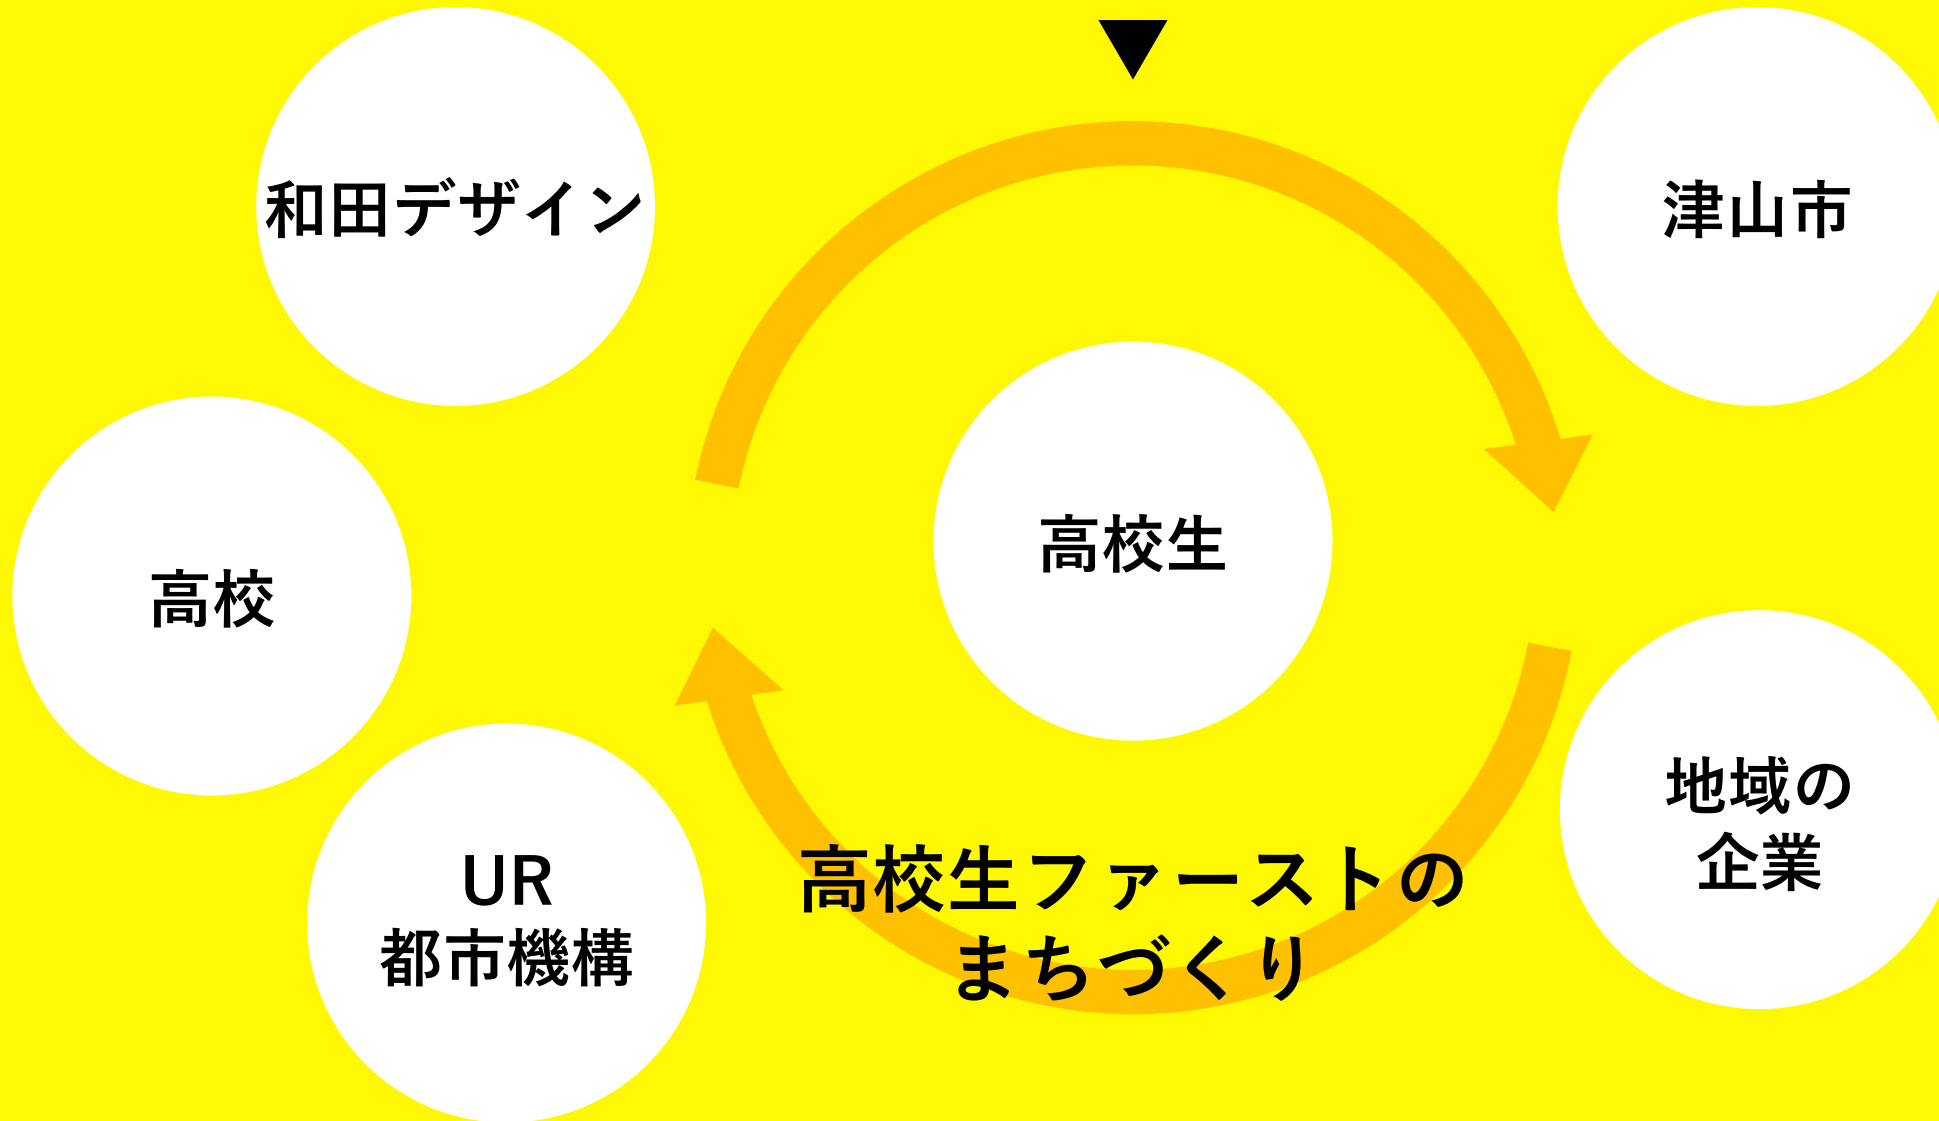 和田デザイン
津山市
高校生
高校
地域の
企業
UR
都市機構
高校生ファーストの
まちづくり